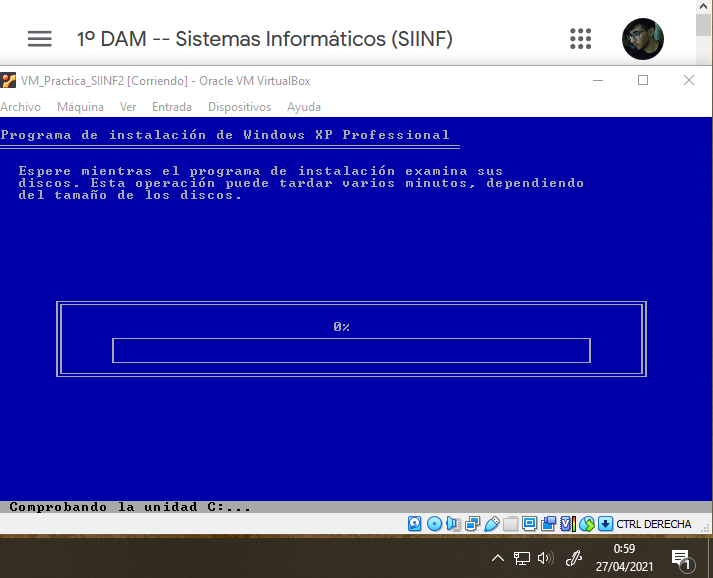 1º DAM -- Sistemas Informáticos (SIINF)
VM_Practica_SIINF2 [Corriendo] - Oracle VM VirtualBox
Archivo Máquina Ver Entrada Dispositivos Ayuda
Programa de instalación de Windows XP Professional
Espere mientras el programa de instalación examina sus
discos. Esta operación puede tardar varios minutos, dependiendo
del tamaño de los discos.
0%
Comprobando la unidad C:...
CTRL DERECHA
0:59
27/04/2021
1